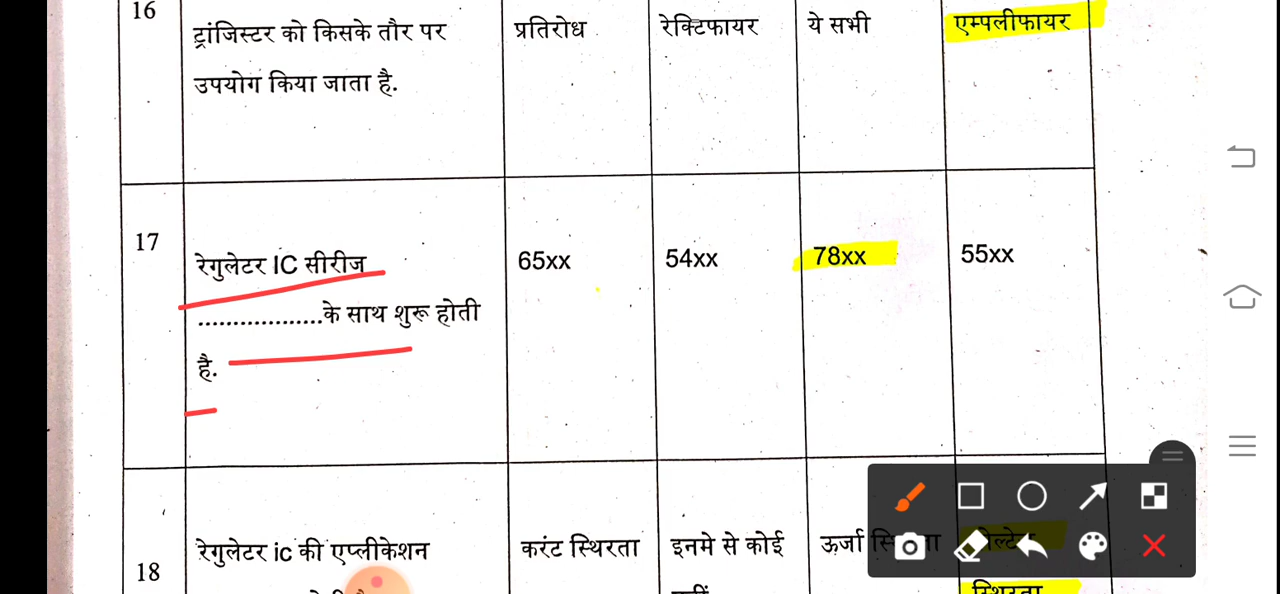 16
ट्रांजिस्टर को किसके तौर पर
उपयोग किया जाता है.
प्रतिरोध
रेक्टिफायर
ये सभी
एम्पलीफायर
17
रेगुलेटर IC सीरीज
..................के साथ शुरू होती
है.
65xx
54xx
78xx
55xx
18
रेगुलेटर ic की एप्लीकेशन
करंट स्थिरता
इनमे से कोई
ऊर्जा
स्थिरता